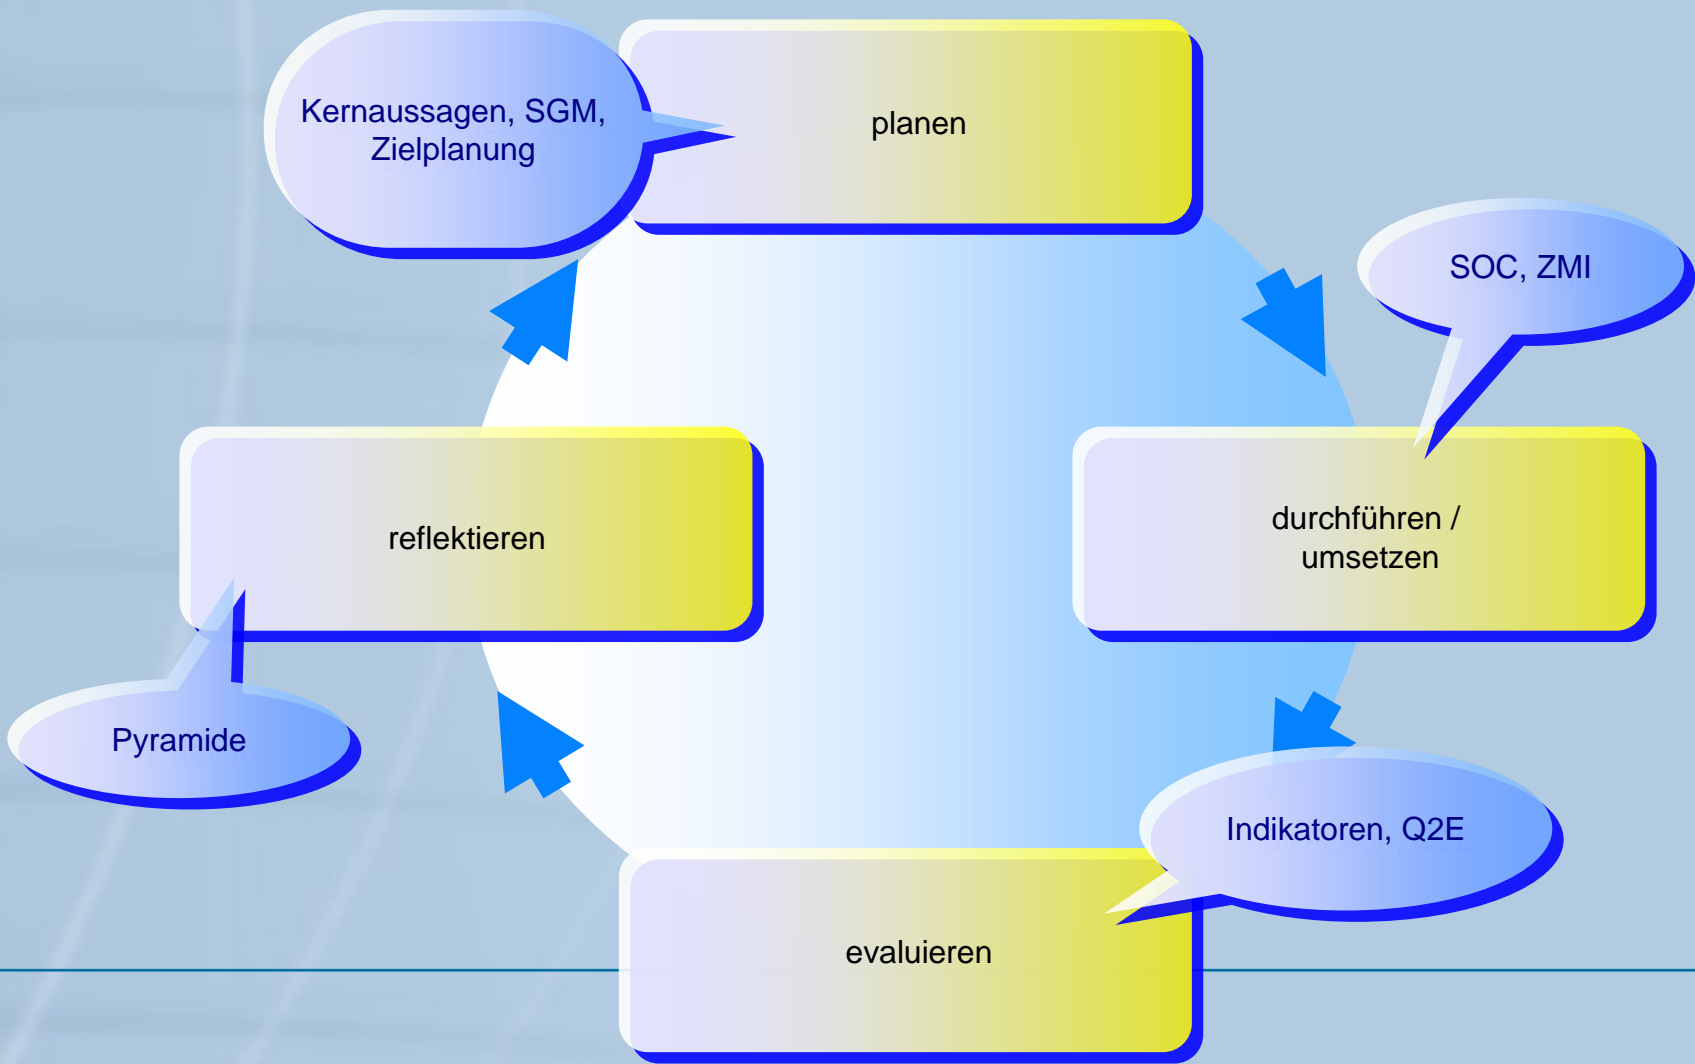 Kernaussagen, SGM,
Zielplanung
planen
SOC, ZMI
durchführen /
umsetzen
reflektieren
Pyramide
Indikatoren, Q2E
evaluieren